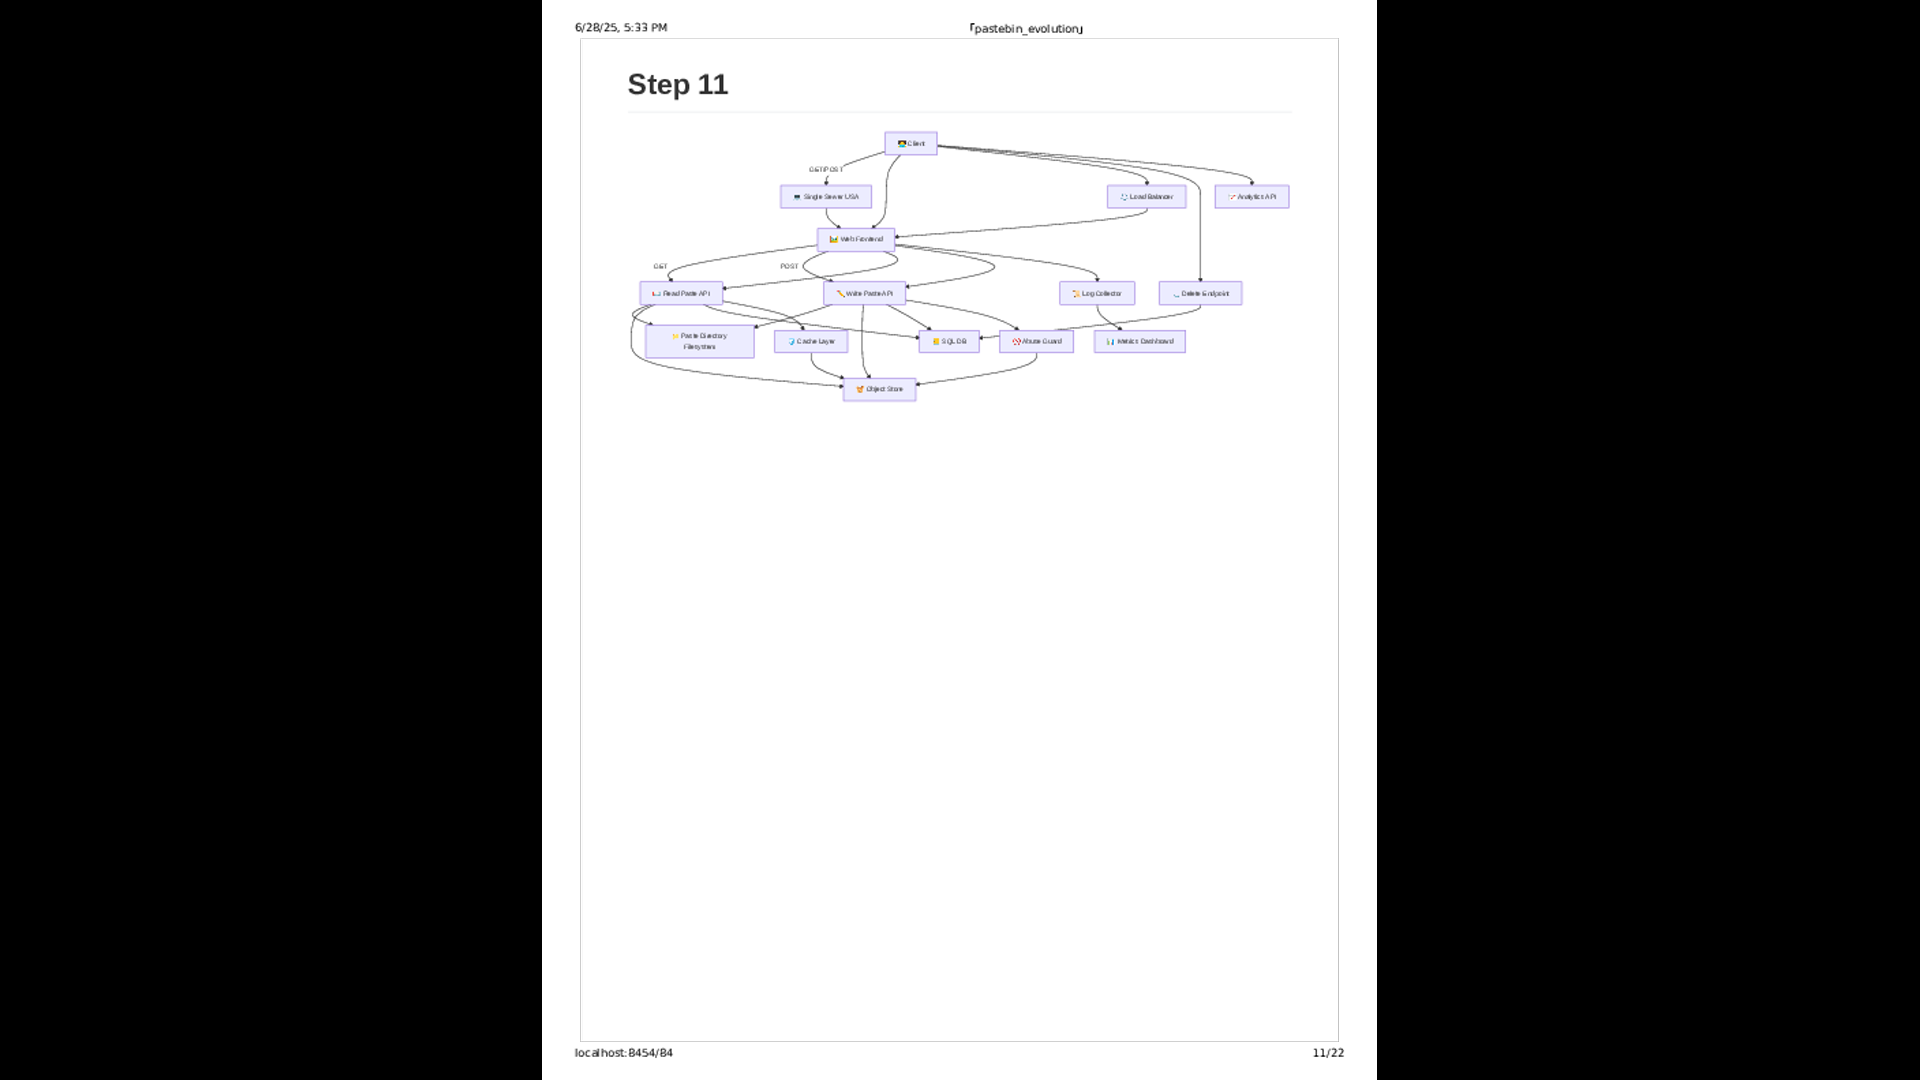 6/28/25, 5:33 PM
「pastebin_evolution」
Step 11
Client
GET/POST
Single Server USA
Load Balancer
Analytics API
Web Frontend
GET
POST
Read Paste API
Write Paste API
Log Collector
Delete Endpoint
Paste Directory
Filesystem
Cache Layer
SQL DB
Abuse Guard
Metrics Dashboard
Object Store
localhost:8454/84
11/22